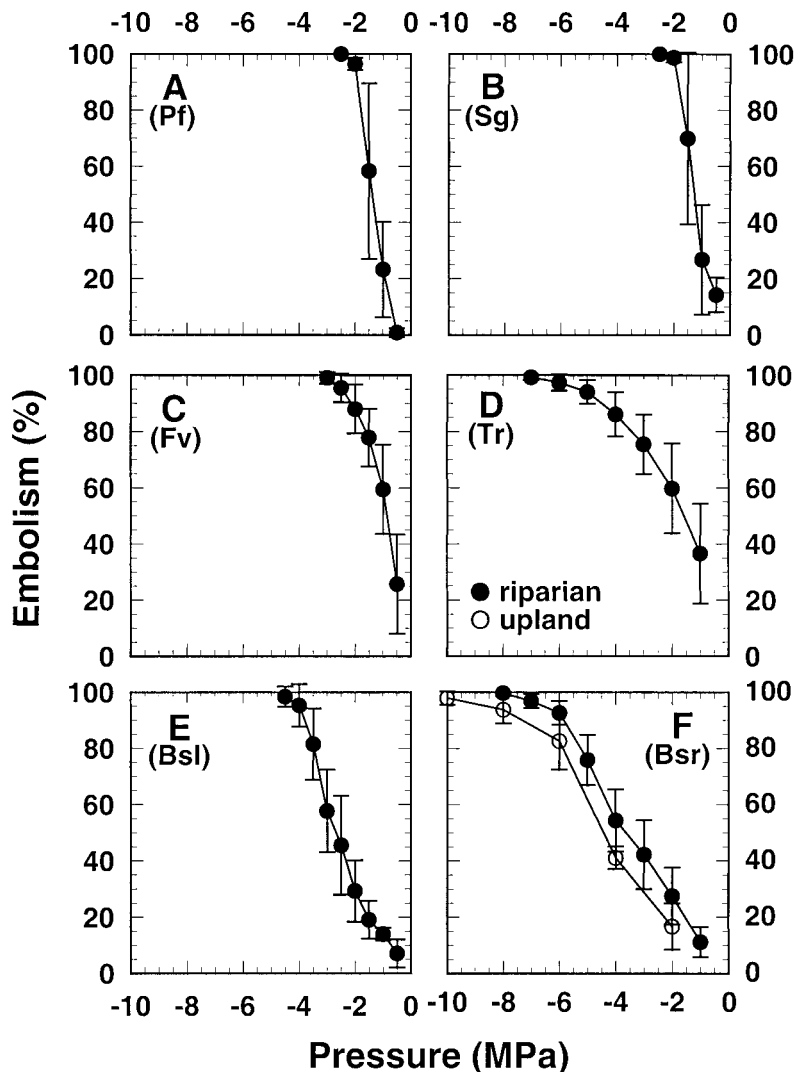 -10 -8 -6 -4 -2 0 -10 -8 -6 -4 -2 0
100 100
A B
(Pf) (Sg)
80 80
60 60
40 40
20 20
0 0
100 100
C D
(Fv) (Tr)
80 80
60 60
40 40
riparian
upland
20 20
0 0
100 100
E F
(Bsl) (Bsr)
80 80
60 60
40 40
20 20
0 0
-10 -8 -6 -4 -2 0 -10 -8 -6 -4 -2 0
Embolism (%)
Pressure (MPa)